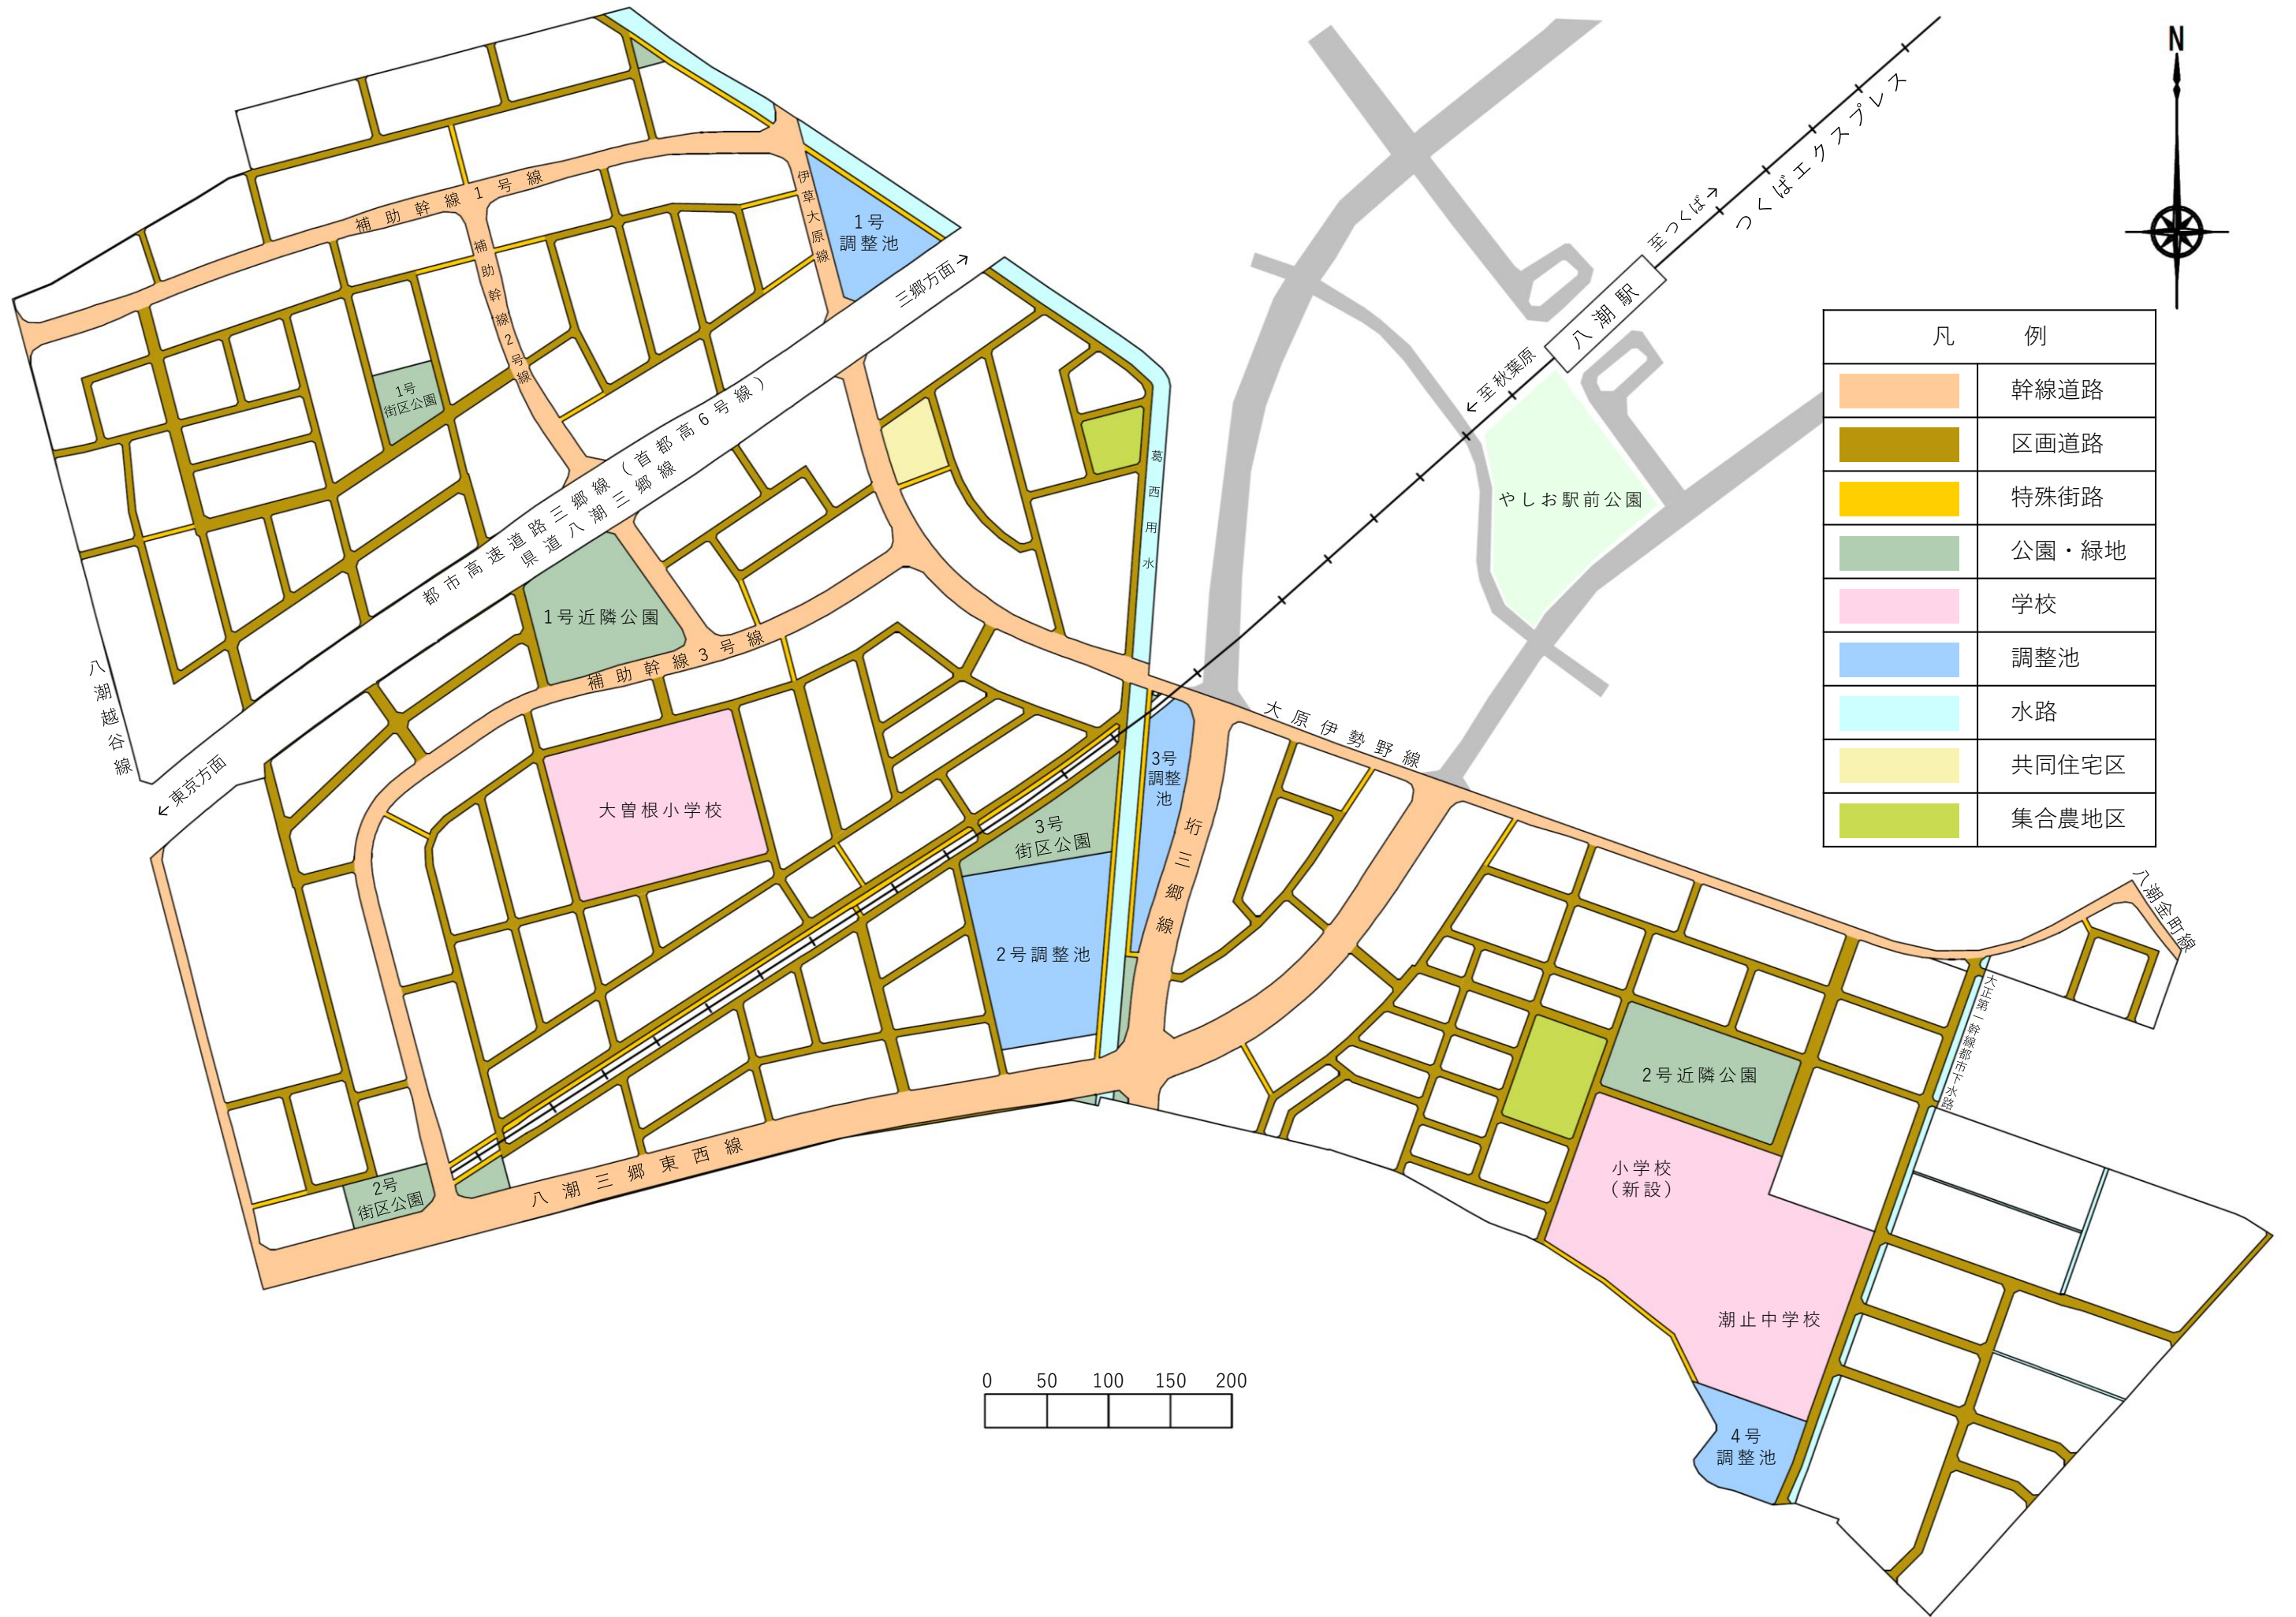 N
補助幹線1号線
補助幹線2号線
伊草大原線
1号
調整池
三郷方面→
1号
街区公園
都市高速道路三郷線（首都高6号線）
県道八潮三郷線
八潮越谷線
←東京方面
1号近隣公園
補助幹線3号線
葛西用水
つくばエクスプレス
至つくば→
八潮駅
←至秋葉原
やしお駅前公園
凡例
幹線道路
区画道路
特殊街路
公園・緑地
学校
調整池
水路
共同住宅区
集合農地区
大曽根小学校
大原伊勢野線
3号
調整
池
3号
街区公園
2号調整池
垳三郷線
八潮金町線
大正第一幹線都市下水路
2号近隣公園
2号
街区公園
八潮三郷東西線
小学校
（新設）
潮止中学校
4号
調整池
0 50 100 150 200